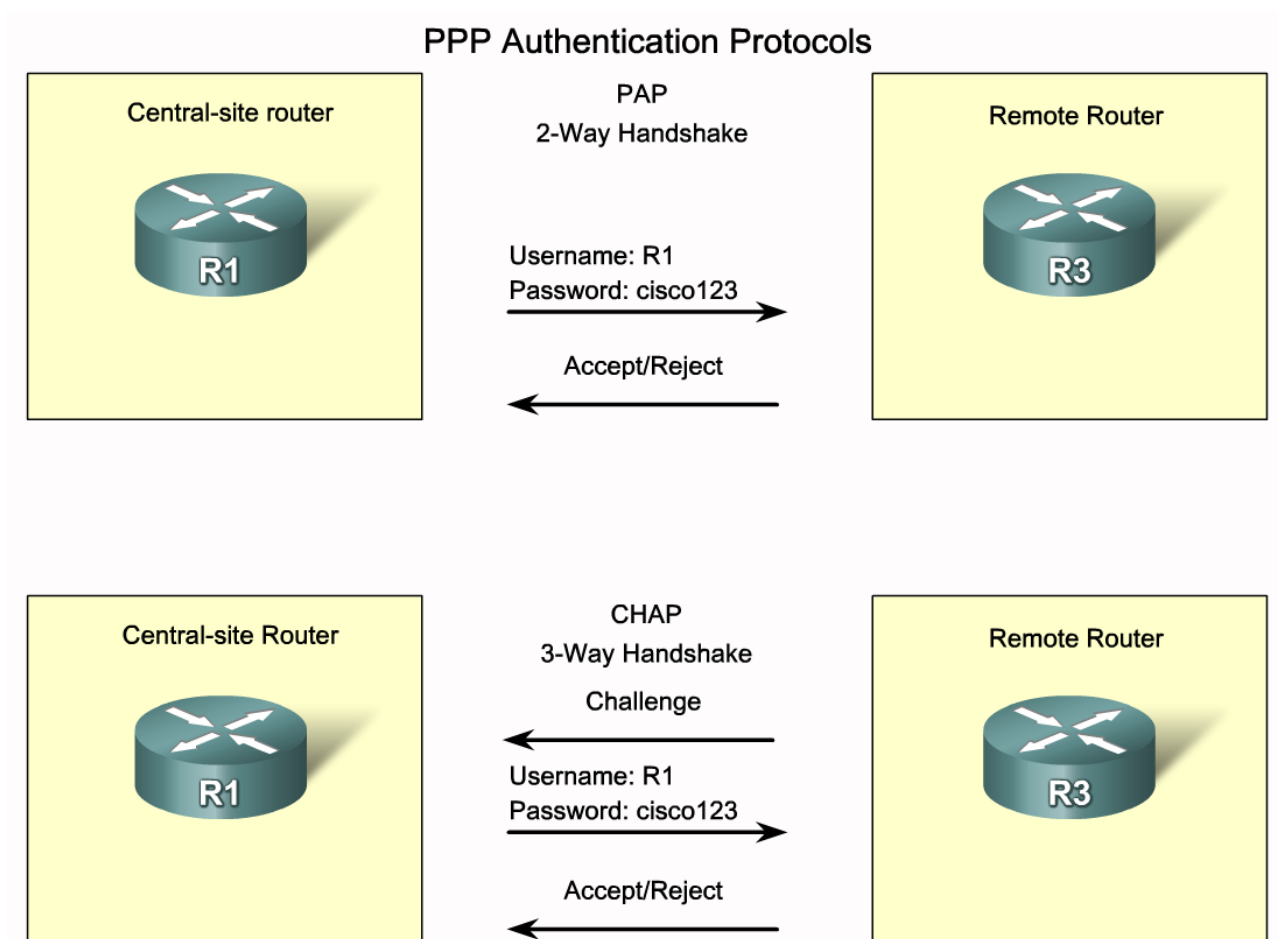 PPP Authentication Protocols
Central-site router
PAP
2-Way Handshake
Remote Router
R1
Username: R1
Password: cisco123
Accept/Reject
R3
Central-site Router
CHAP
3-Way Handshake
Remote Router
Challenge
R1
Username: R1
Password: cisco123
Accept/Reject
R3